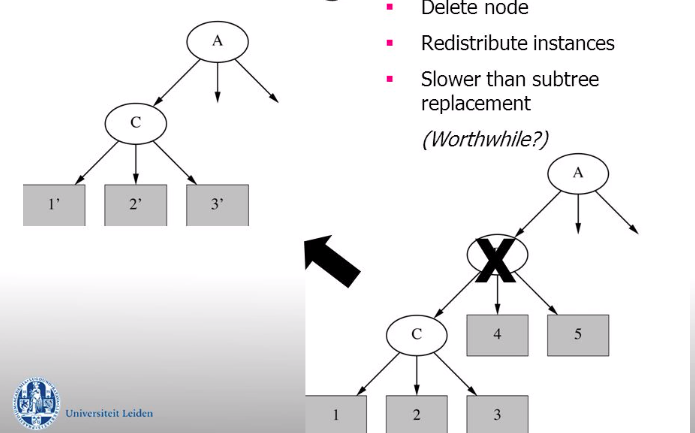 Delete node
Redistribute instances
Slower than subtree
replacement
(Worthwhile?)
A
C
1’
2’
3’
A
X
C
4
5
1
2
3
Universiteit Leiden